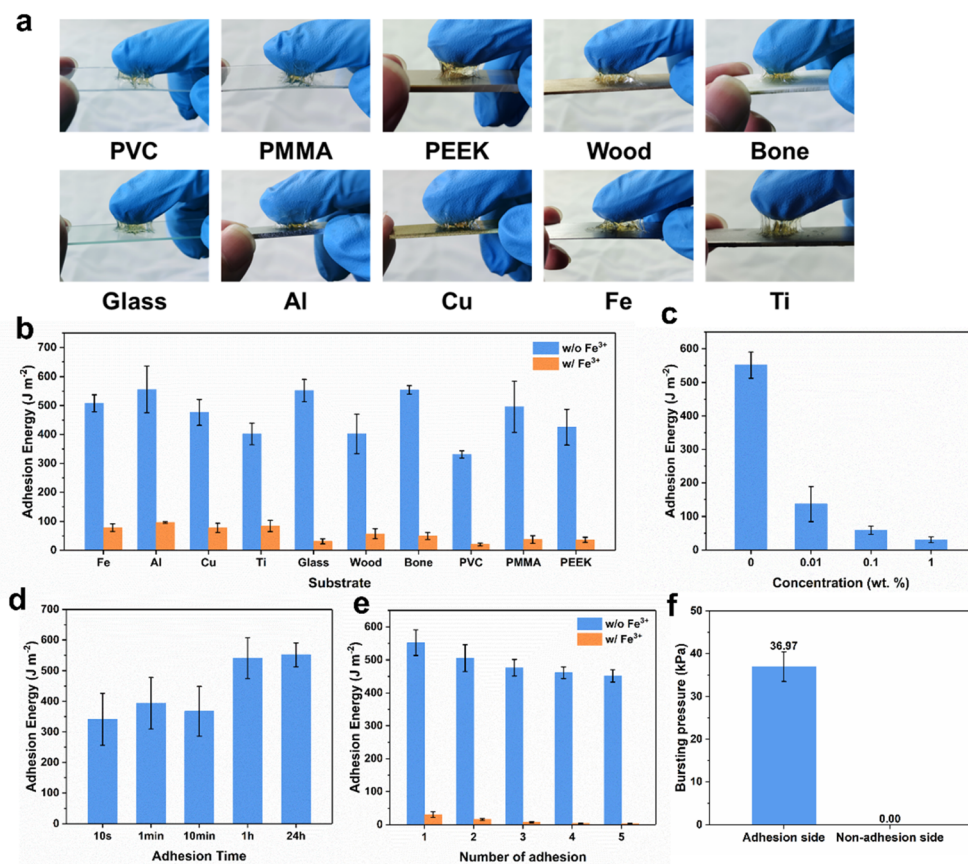 a
PVC PMMA PEEK Wood Bone
Glass Al Cu Fe Ti
b
Adhesion Energy (J m⁻²)
700
600
500
400
300
200
100
0
w/o Fe³⁺
w/ Fe³⁺
Fe Al Cu Ti Glass Wood Bone PVC PMMA PEEK
Substrate
c
Adhesion Energy (J m⁻²)
600
500
400
300
200
100
0
0 0.01 0.1 1
Concentration (wt. %)
d
Adhesion Energy (J m⁻²)
700
600
500
400
300
200
100
0
10s 1min 10min 1h 24h
Adhesion Time
e
Adhesion Energy (J m⁻²)
600
500
400
300
200
100
0
w/o Fe³⁺
w/ Fe³⁺
1 2 3 4 5
Number of adhesion
f
Bursting pressure (kPa)
50
40
30
20
10
0
36.97
0.00
Adhesion side Non-adhesion side